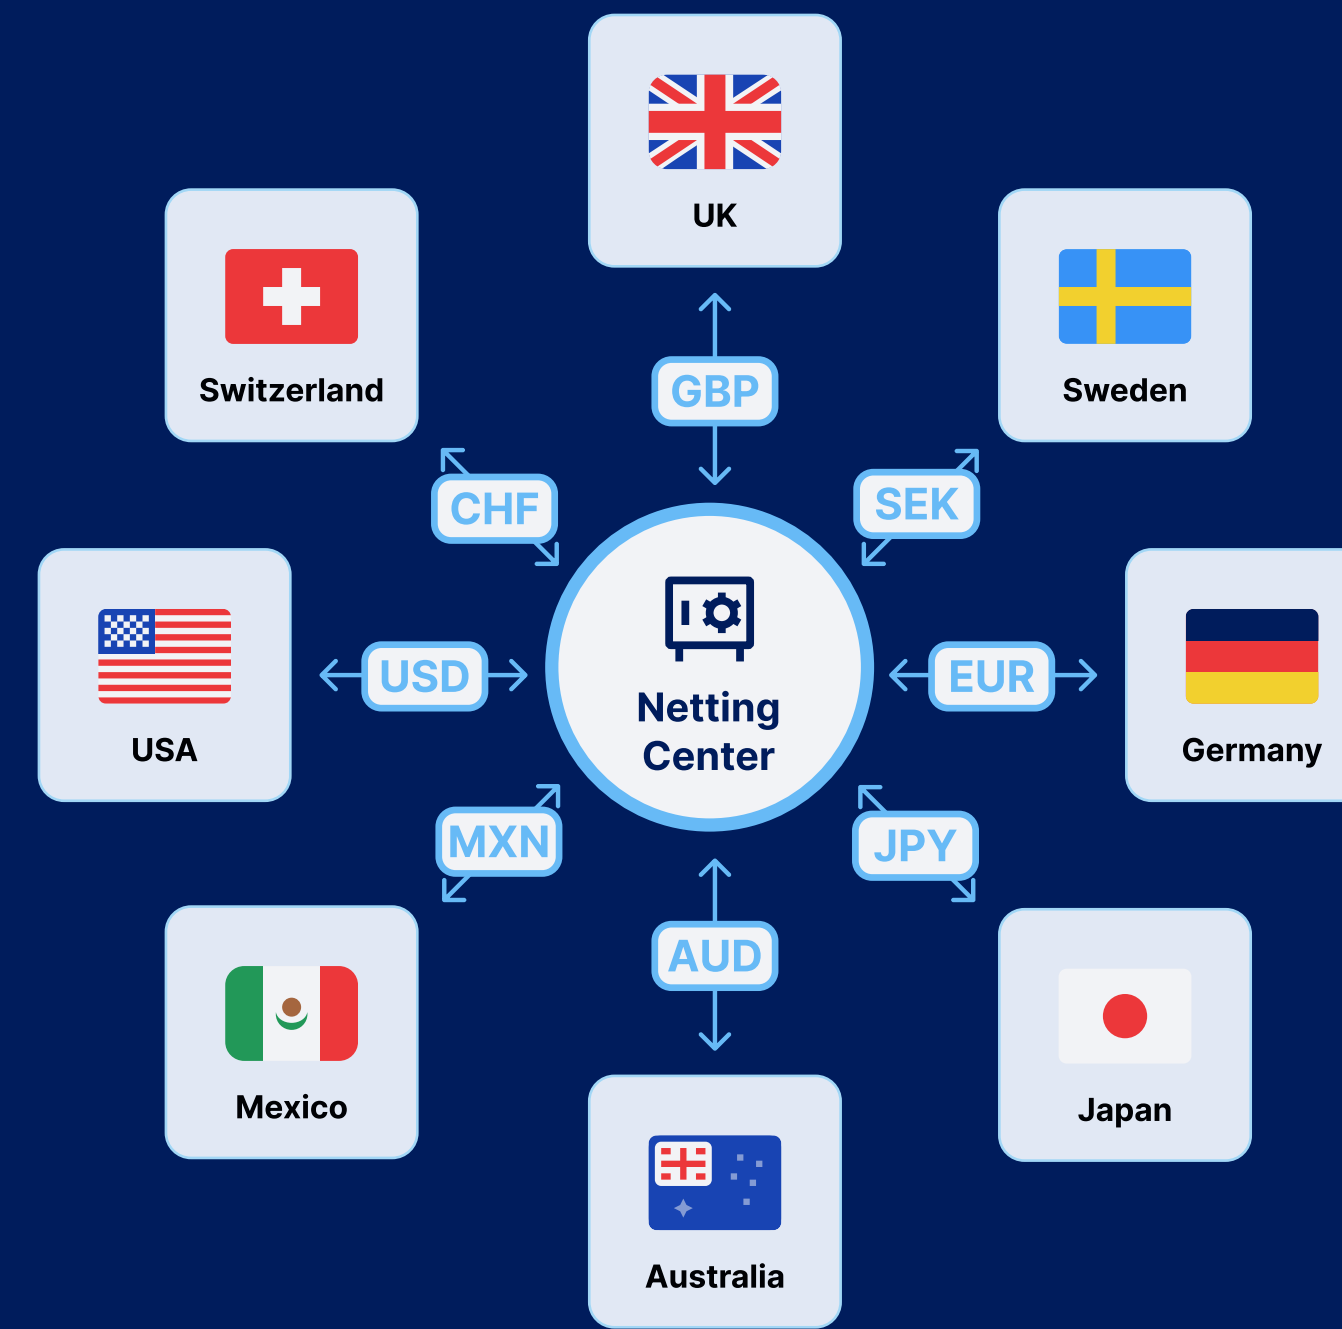 UK
Switzerland
Sweden
GBP
CHF
SEK
USA
USD
Netting
Center
EUR
Germany
MXN
JPY
AUD
Mexico
Japan
Australia